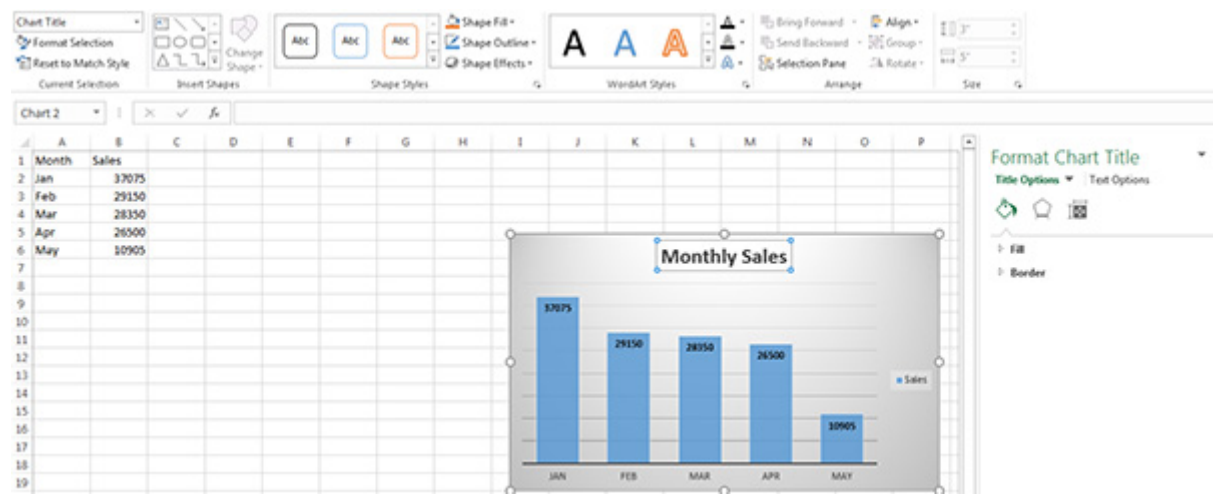 Chart Title
Format Selection
Reset to Match Style
Current Selection
Change Shape
Insert Shapes
Abc Abc Abc
Shape Fill
Shape Outline
Shape Effects
Shape Styles
A A A
A
A
A
WordArt Styles
Bring Forward Align
Send Backward Group
Selection Pane Rotate
Arrange
3"
5"
Size
Chart 2 fx
A B C D E F G H I J K L M N O P
1 Month Sales
2 Jan 37075
3 Feb 29150
4 Mar 28350
5 Apr 26500
6 May 10905
7
8
9
10
11
12
13
14
15
16
17
18
19
Monthly Sales
37075 29150 28350 26500 10905
Sales
JAN FEB MAR APR MAY
Format Chart Title
Title Options Text Options
Fill
Border